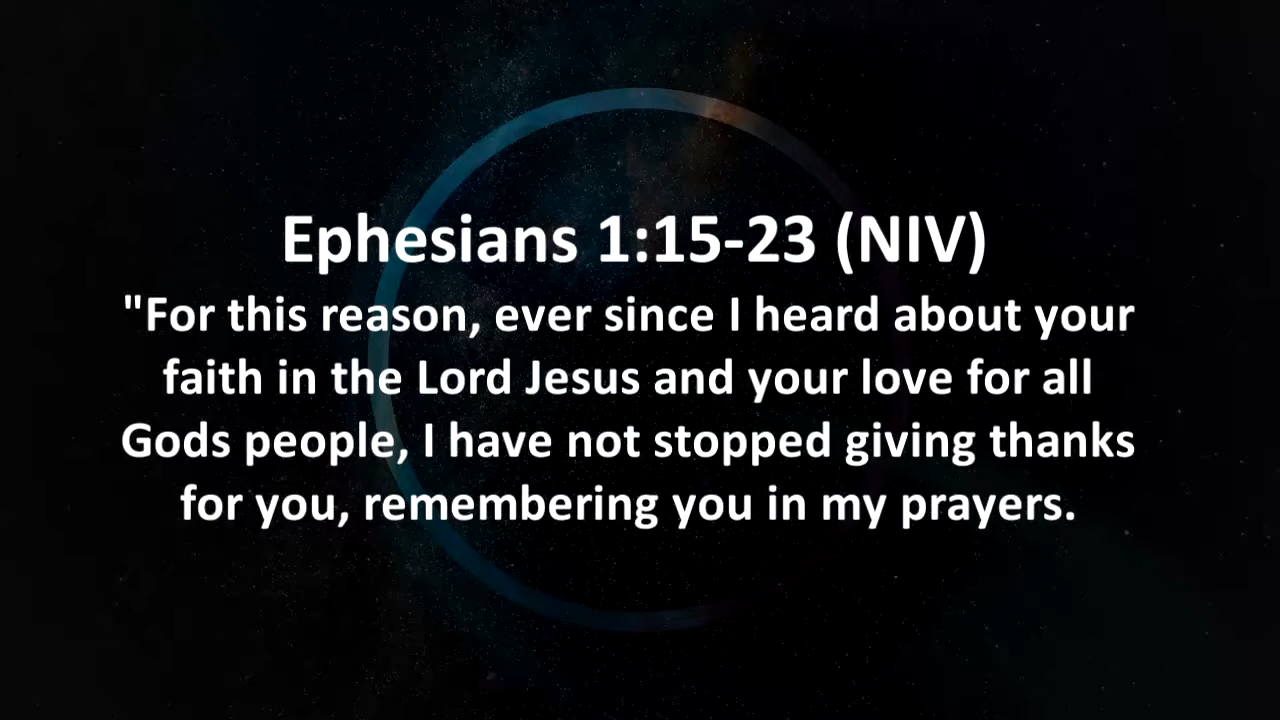 Ephesians 1:15-23 (NIV)
"For this reason, ever since I heard about your
faith in the Lord Jesus and your love for all
Gods people, I have not stopped giving thanks
for you, remembering you in my prayers.